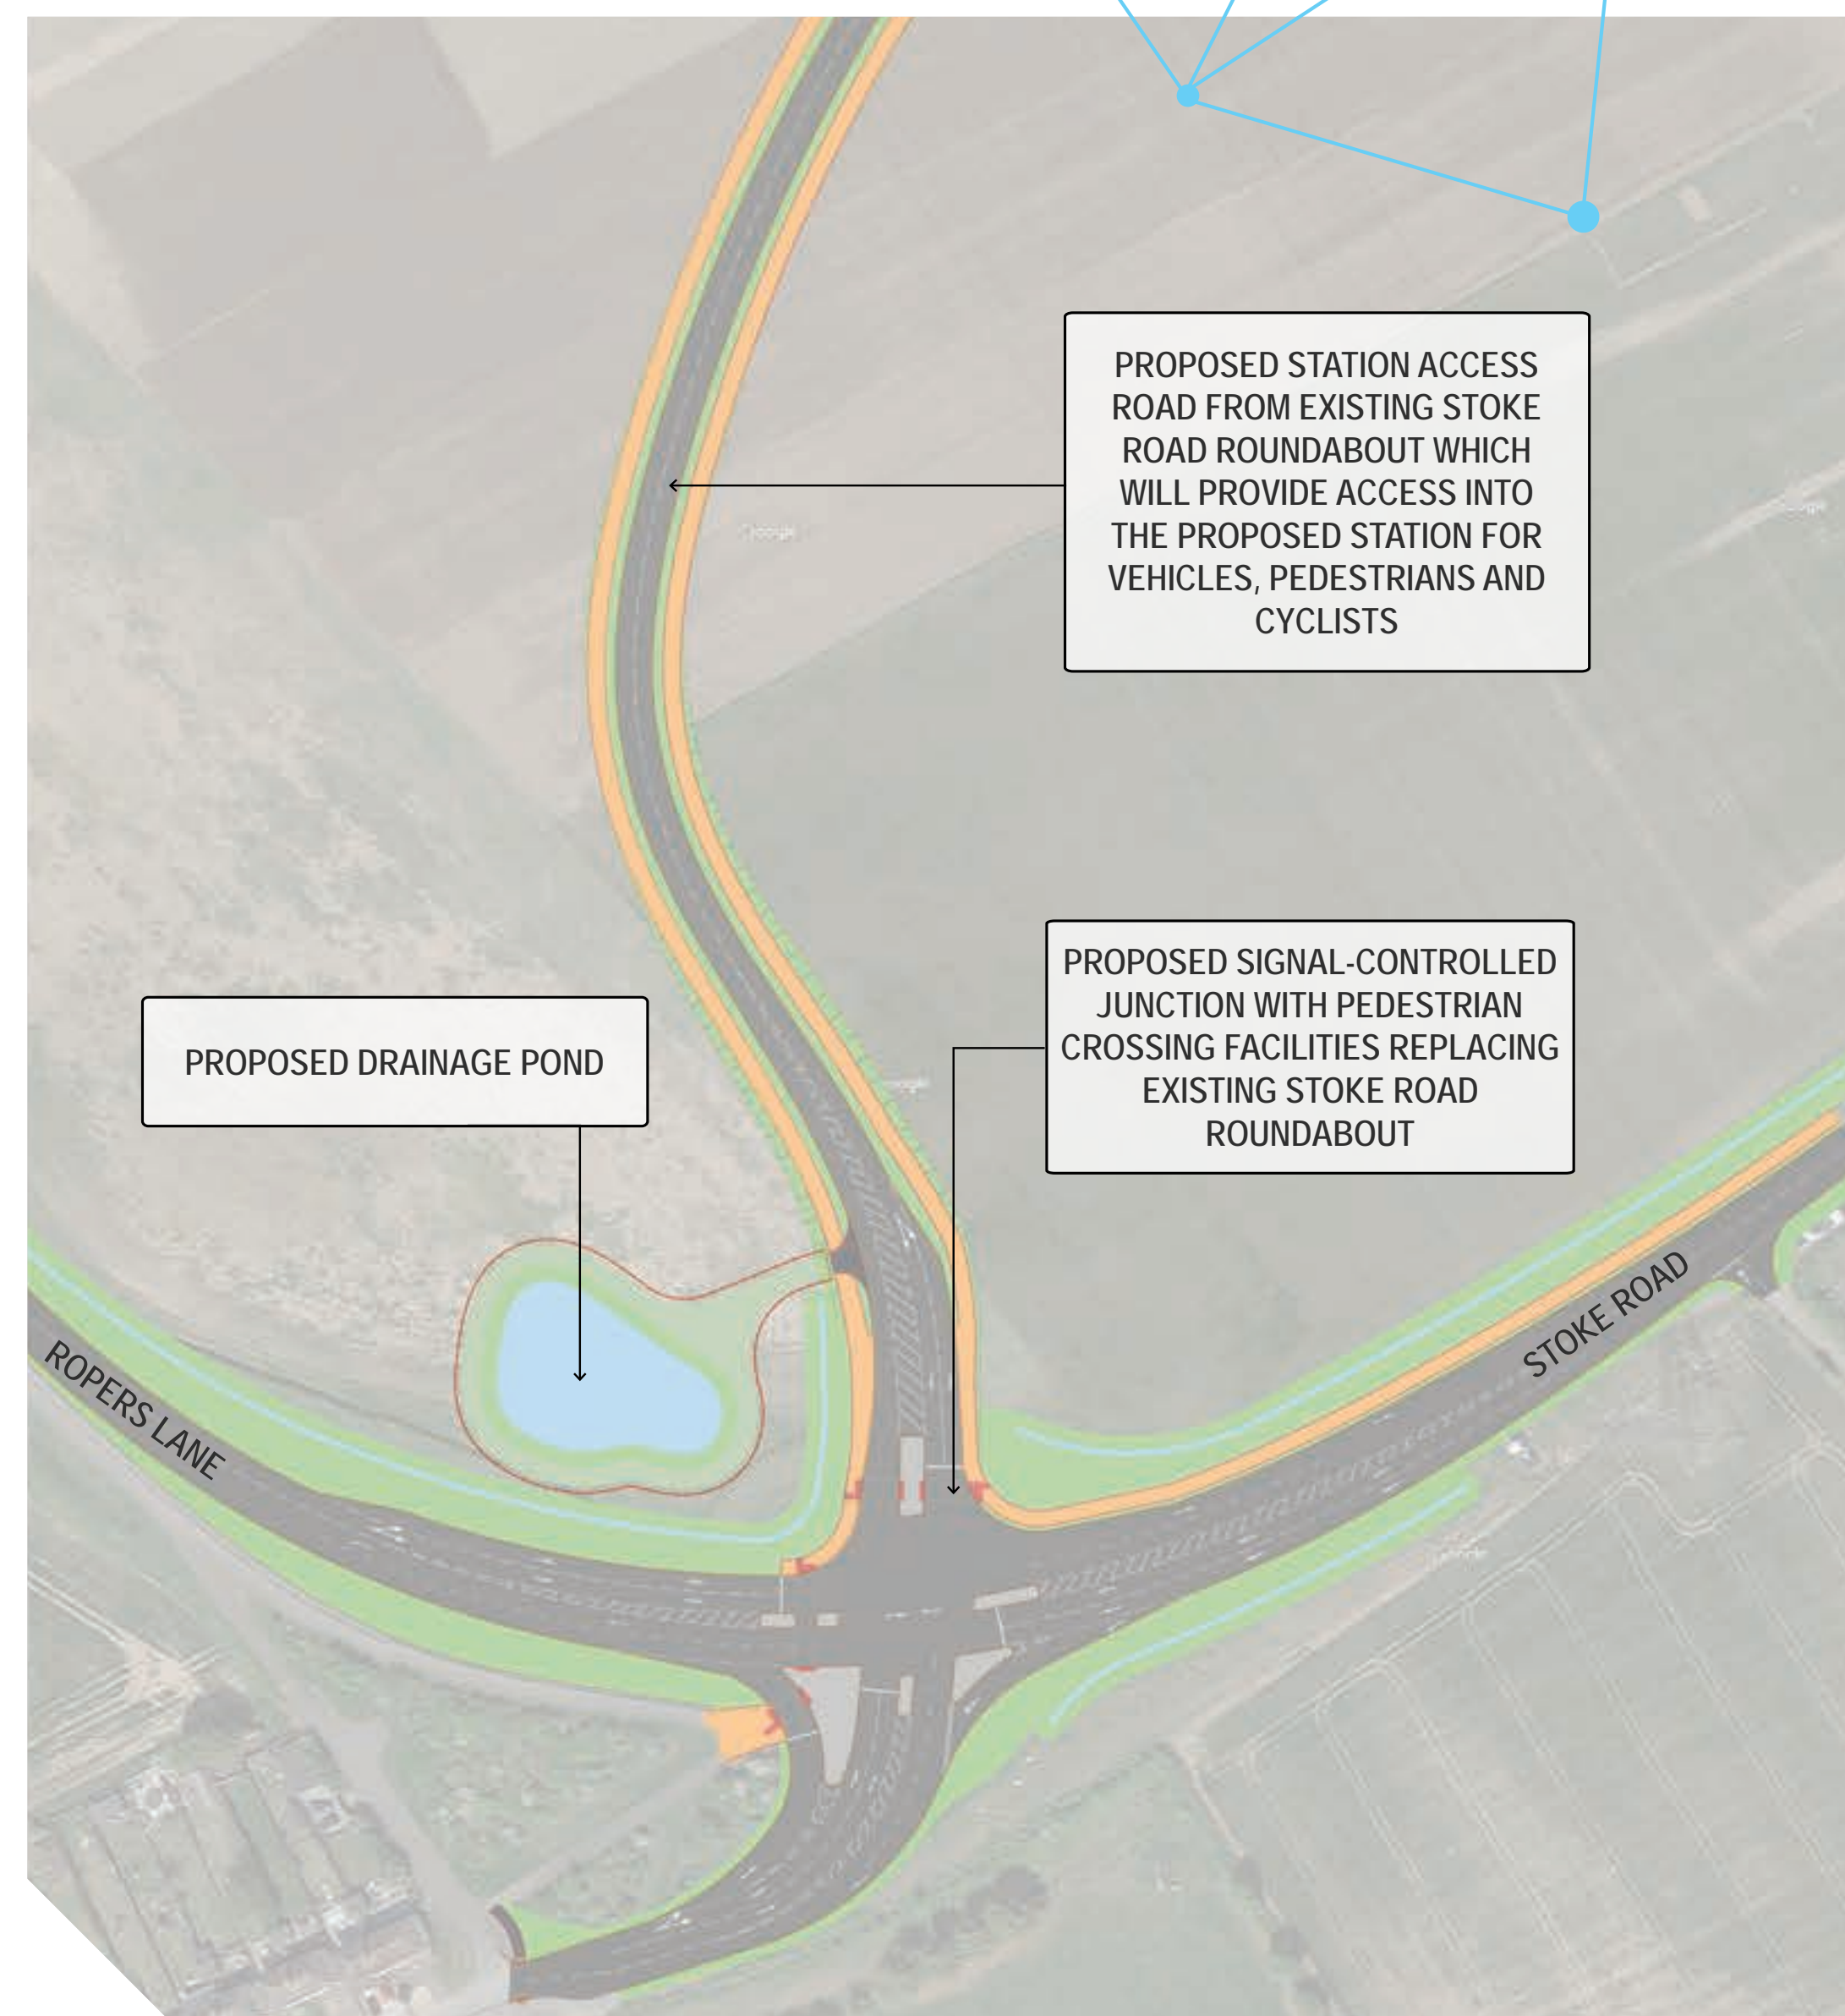 PROPOSED STATION ACCESS
ROAD FROM EXISTING STOKE
ROAD ROUNDABOUT WHICH
WILL PROVIDE ACCESS INTO
THE PROPOSED STATION FOR
VEHICLES, PEDESTRIANS AND
CYCLISTS
Google
PROPOSED SIGNAL-CONTROLLED
JUNCTION WITH PEDESTRIAN
CROSSING FACILITIES REPLACING
EXISTING STOKE ROAD
ROUNDABOUT
PROPOSED DRAINAGE POND
STOKE ROAD
ROPERS LANE